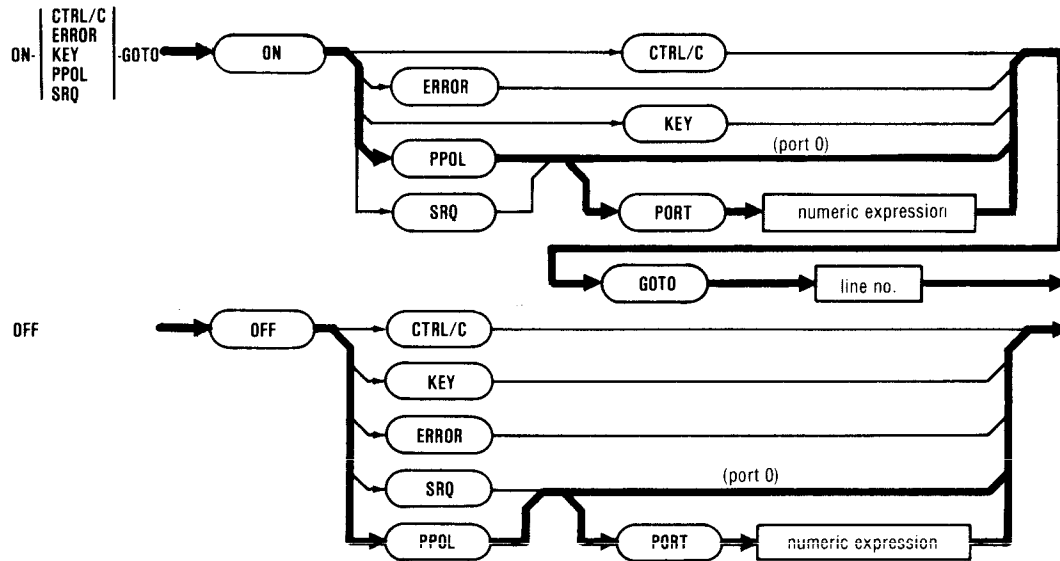 ON- CTRL/C ERROR KEY PPOL SRQ -GOTO
ON
CTRL/C
ERROR
KEY
PPOL
(port 0)
SRQ
PORT
numeric expression
GOTO
line no.
OFF
OFF
CTRL/C
KEY
ERROR
SRQ
(port 0)
PPOL
PORT
numeric expression